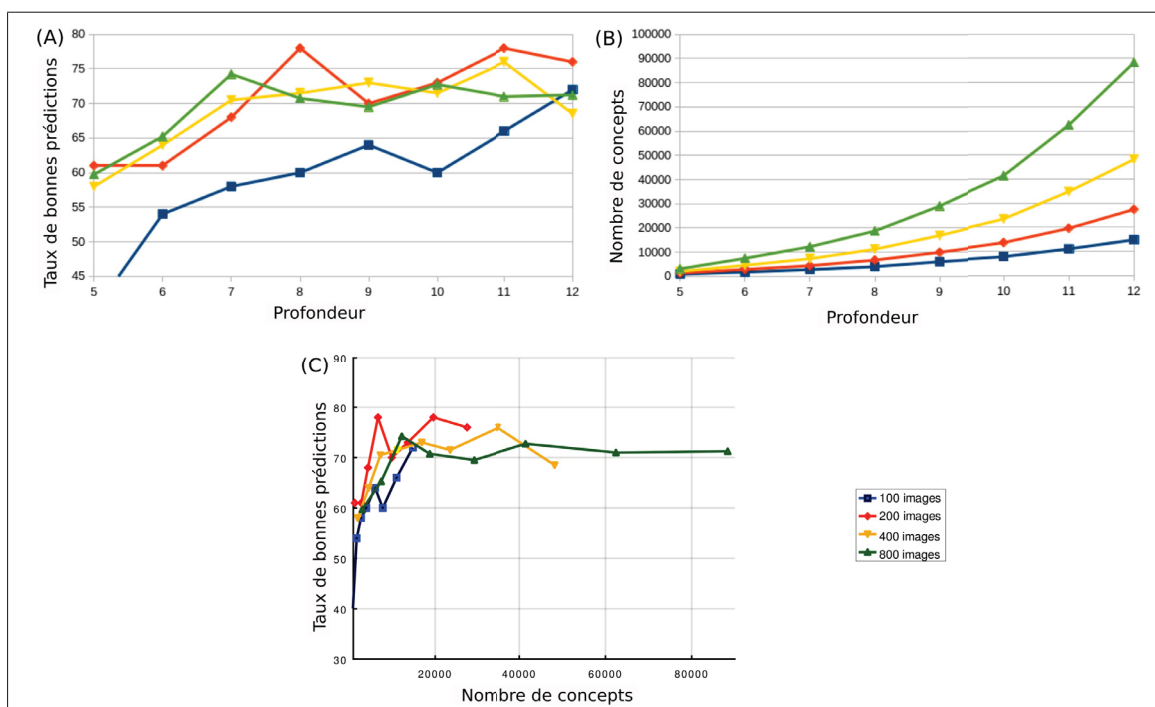 (A)
80
75
70
65
60
55
50
45
Taux de bonnes prédictions
5 6 7 8 9 10 11 12
Profondeur
(B)
100000
90000
80000
70000
60000
50000
40000
30000
20000
10000
0
Nombre de concepts
5 6 7 8 9 10 11 12
Profondeur
(C)
90
80
70
60
50
40
30
Taux de bonnes prédictions
20000 40000 60000 80000
Nombre de concepts
100 images
200 images
400 images
800 images